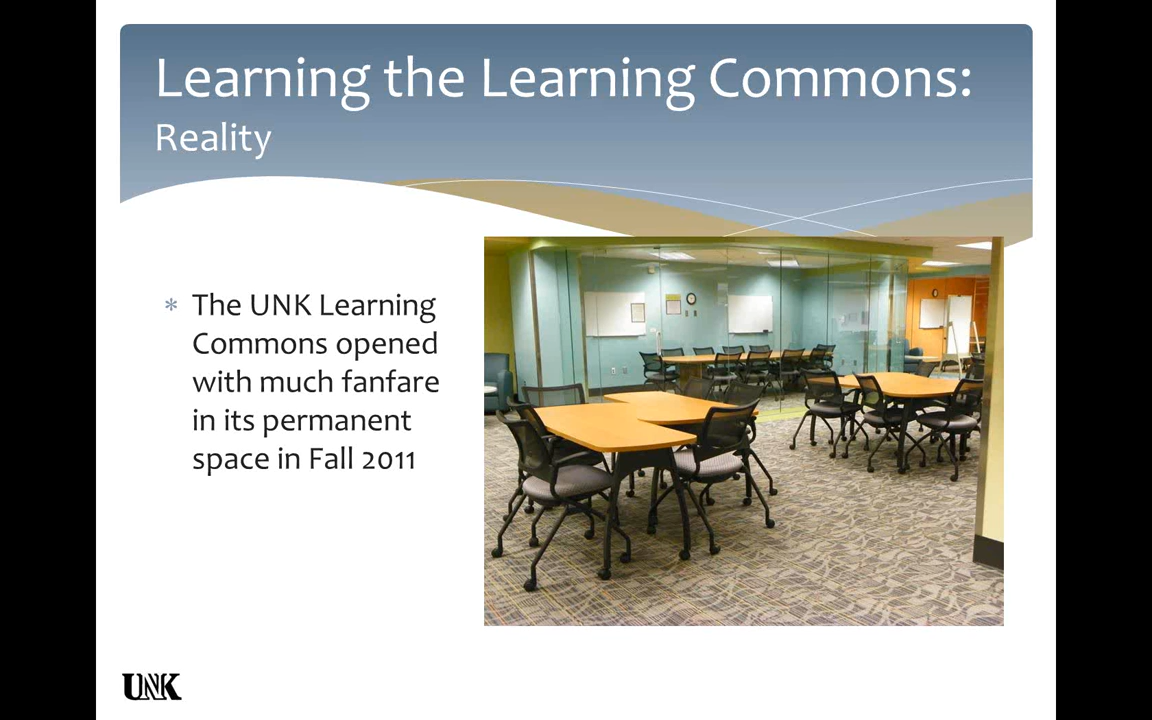 Learning the Learning Commons:
Reality
* The UNK Learning
Commons opened
with much fanfare
in its permanent
space in Fall 2011
UNK